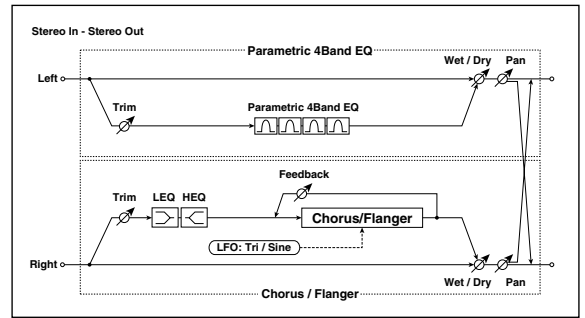 Stereo In - Stereo Out
Parametric 4Band EQ
Wet / Dry Pan
Left
Trim
Parametric 4Band EQ
Feedback
Trim LEQ HEQ
Chorus/Flanger
LFO: Tri / Sine
Right
Wet / Dry Pan
Chorus / Flanger